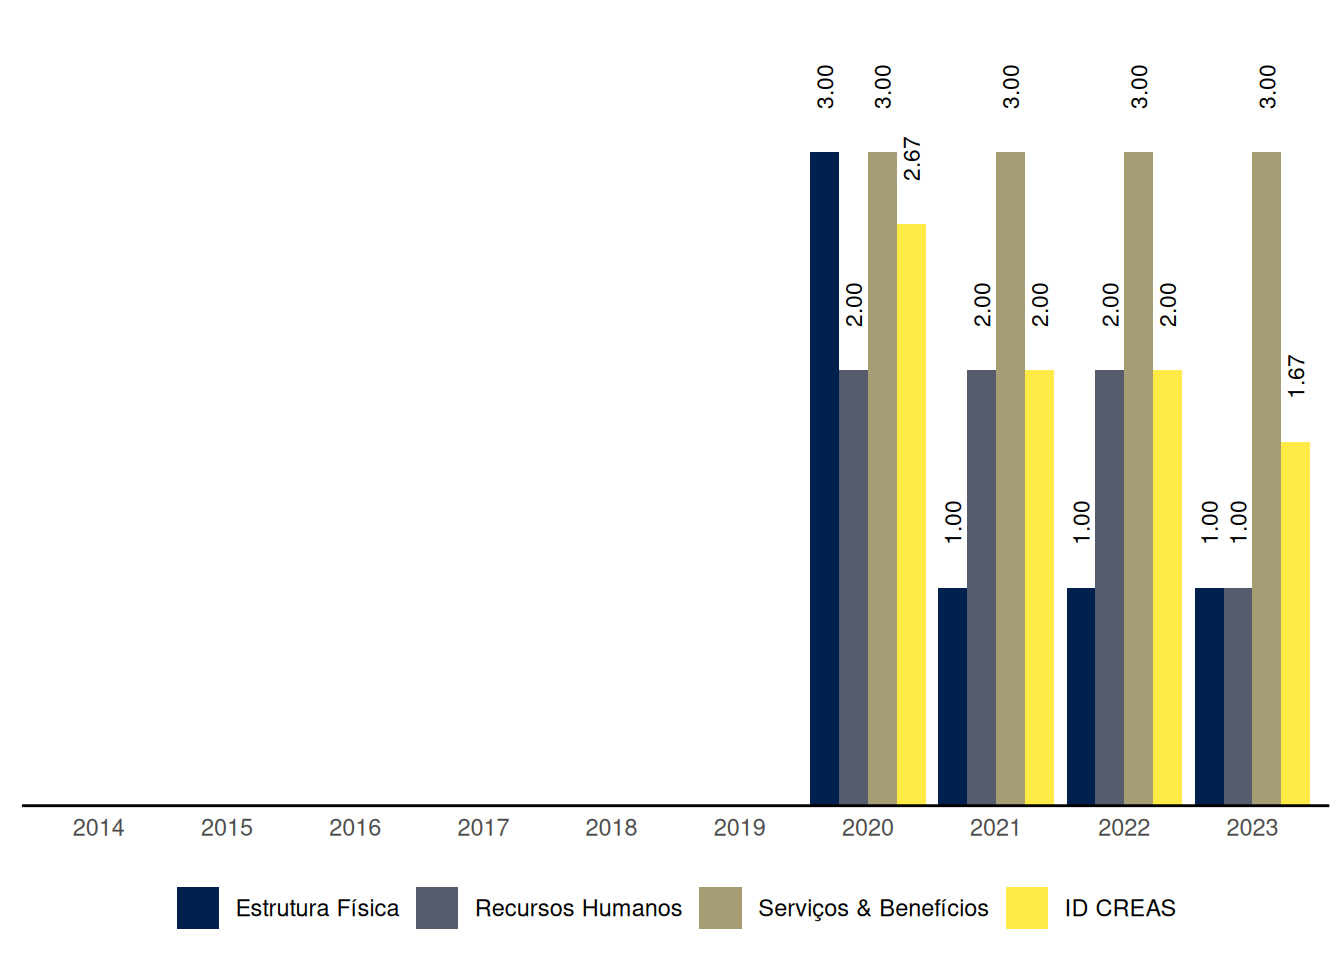 3.00 3.00 3.00 3.00 3.00
2.67
2.00 2.00 2.00 2.00 2.00
1.67
1.00 1.00 1.00 1.00
2014 2015 2016 2017 2018 2019 2020 2021 2022 2023
Estrutura Física Recursos Humanos Serviços & Benefícios ID CREAS